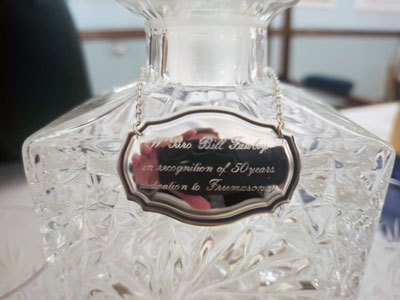 W Bro Bill
in recognition of 50 years
dedication to Freemasonry